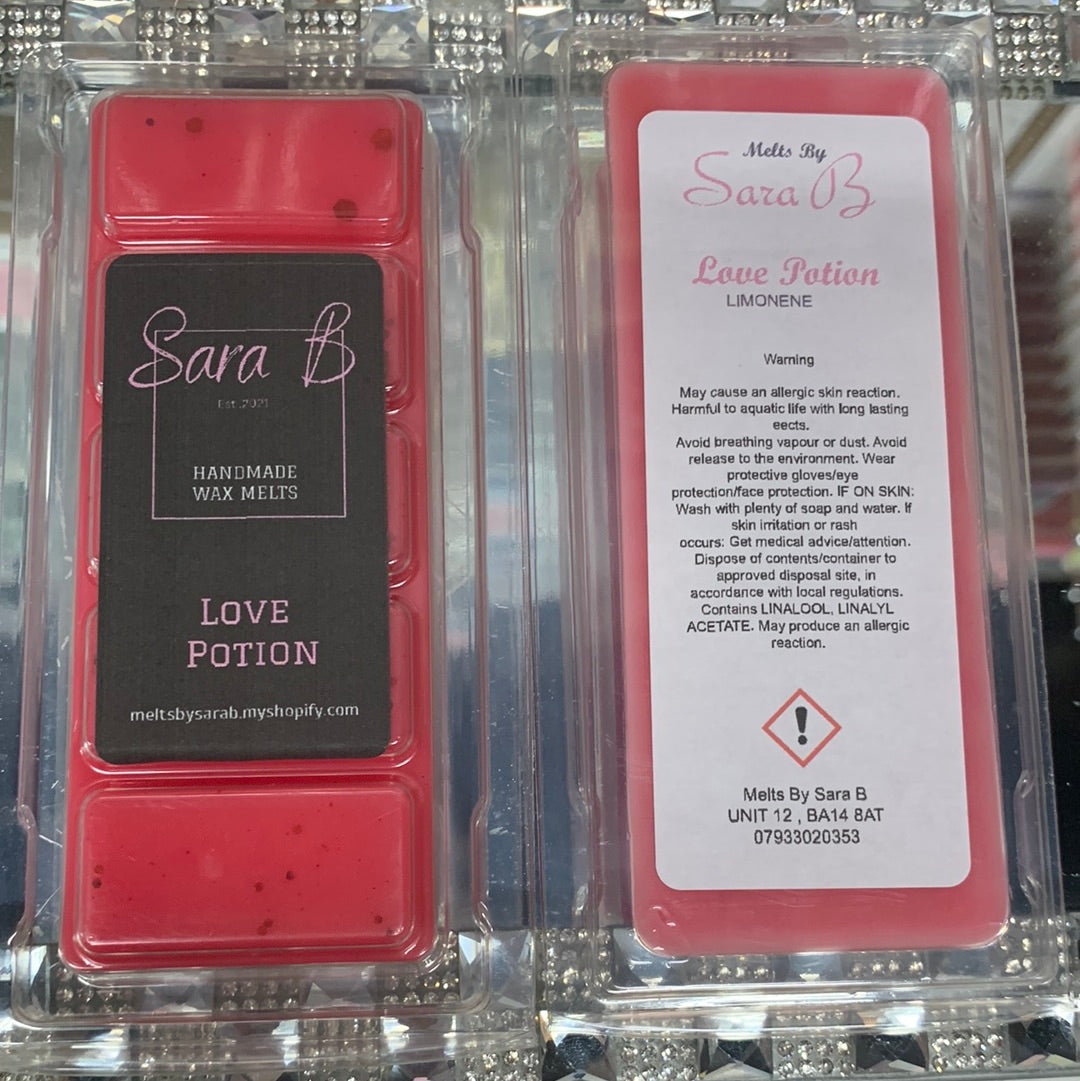 Sara B
Est.2021
HANDMADE
WAX MELTS
LOVE
POTION
meltsbysarab.myshopify.com
Melts By
Sara B
Love Potion
LIMONENE
Warning
May cause an allergic skin reaction.
Harmful to aquatic life with long lasting
eects.
Avoid breathing vapour or dust. Avoid
release to the environment. Wear
protective gloves/eye
protection/face protection. IF ON SKIN:
Wash with plenty of soap and water. If
skin irritation or rash
occurs: Get medical advice/attention.
Dispose of contents/container to
approved disposal site, in
accordance with local regulations.
Contains LINALOOL, LINALYL
ACETATE. May produce an allergic
reaction.
Melts By Sara B
UNIT 12 , BA14 8AT
07933020353